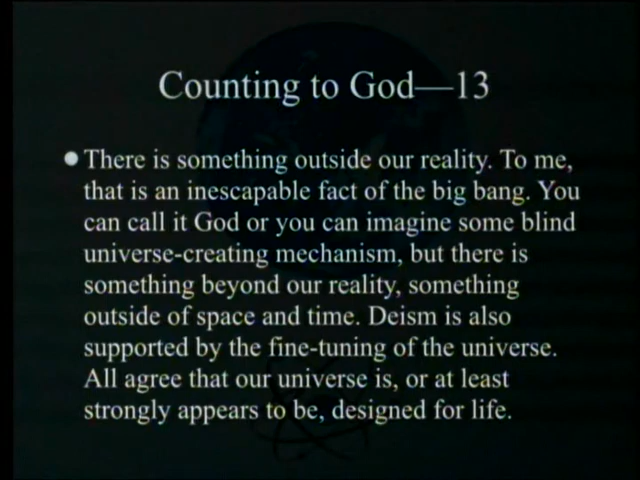 Counting to God—13
There is something outside our reality. To me,
that is an inescapable fact of the big bang. You
can call it God or you can imagine some blind
universe-creating mechanism, but there is
something beyond our reality, something
outside of space and time. Deism is also
supported by the fine-tuning of the universe.
All agree that our universe is, or at least
strongly appears to be, designed for life.